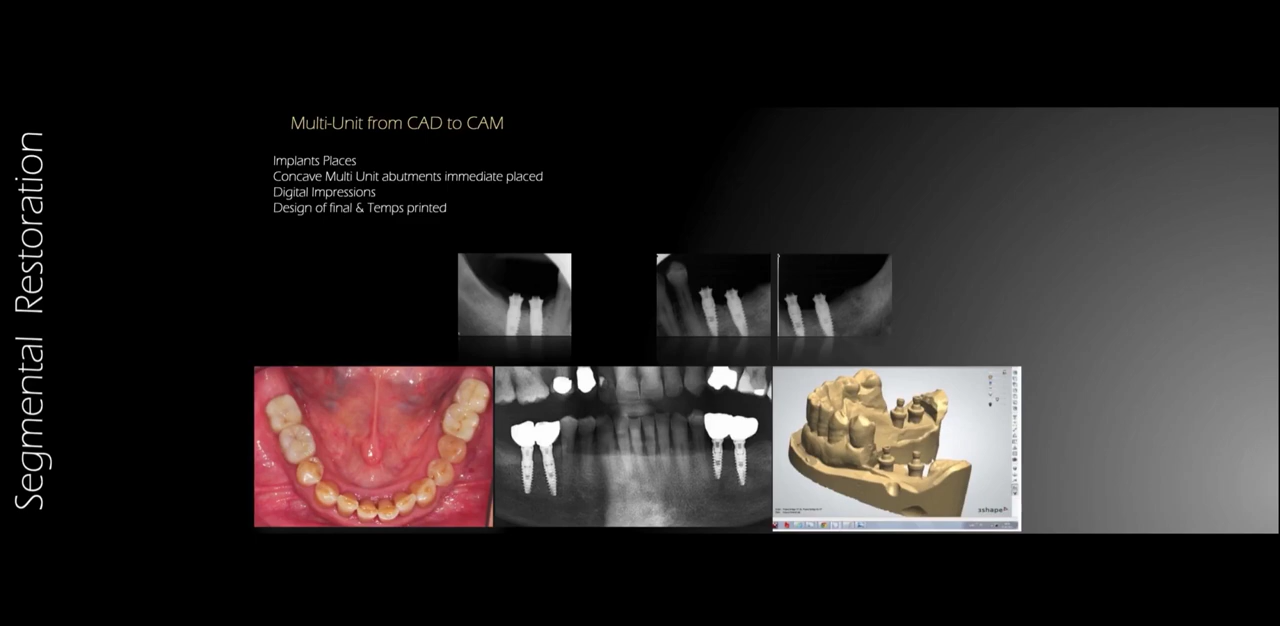 Segmental Restoration
Multi-Unit from CAD to CAM
Implants Places
Concave Multi Unit abutments immediate placed
Digital Impressions
Design of final & Temps printed
3shape